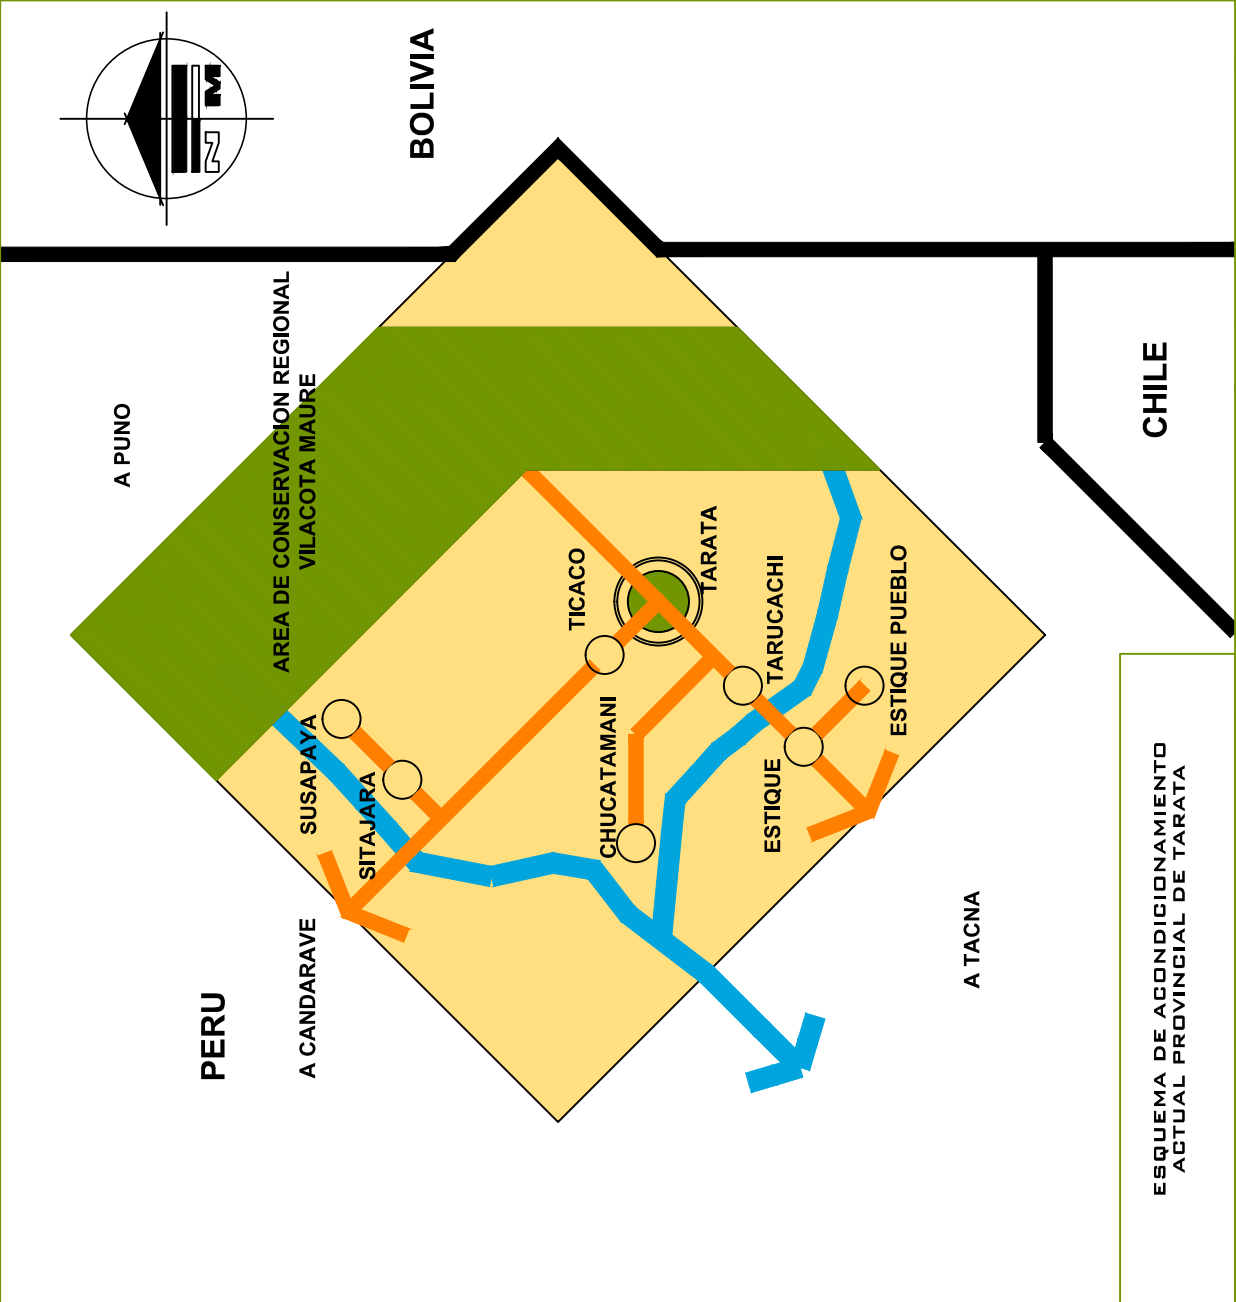 A PUNO
NM
PERU
AREA DE CONSERVACION REGIONAL
VILACOTA MAURE
A CANDARAVE
SUSAPAYA
SITAJARA
BOLIVIA
TICACO
CHUCATAMANI
TARATA
ESTIQUE
TARUCACHI
ESTIQUE PUEBLO
A TACNA
CHILE
ESQUEMA DE ACONDICIONAMIENTO
ACTUAL PROVINCIAL DE TARATA